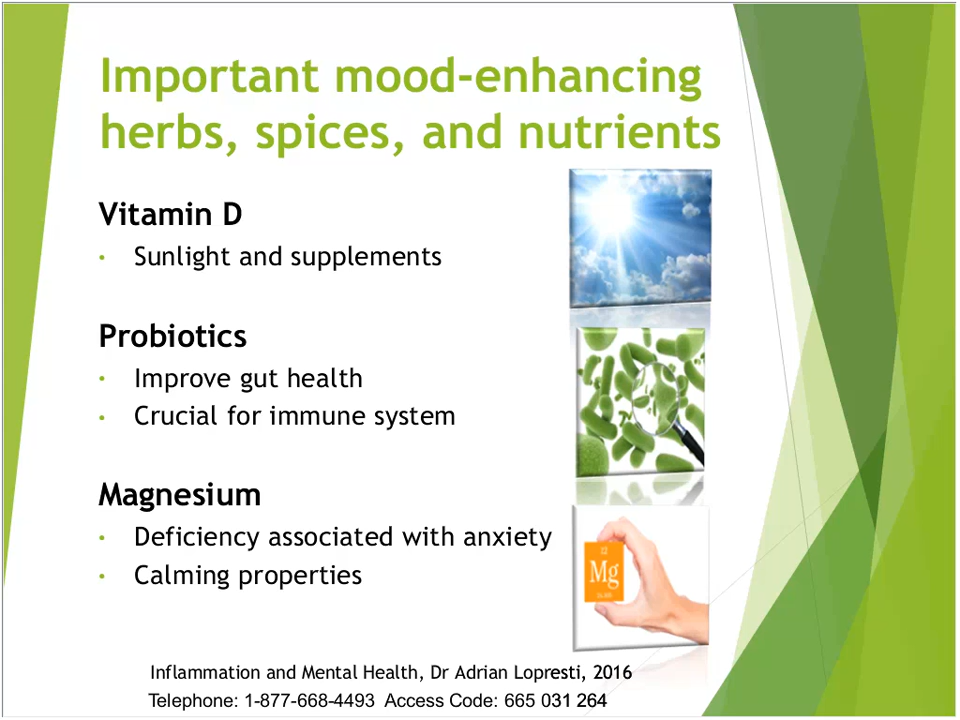 Important mood-enhancing
herbs, spices, and nutrients
Vitamin D
• Sunlight and supplements
Probiotics
• Improve gut health
• Crucial for immune system
Magnesium
• Deficiency associated with anxiety
• Calming properties
12
Mg
Inflammation and Mental Health, Dr Adrian Lopresti, 2016
Telephone: 1-877-668-4493 Access Code: 665 031 264